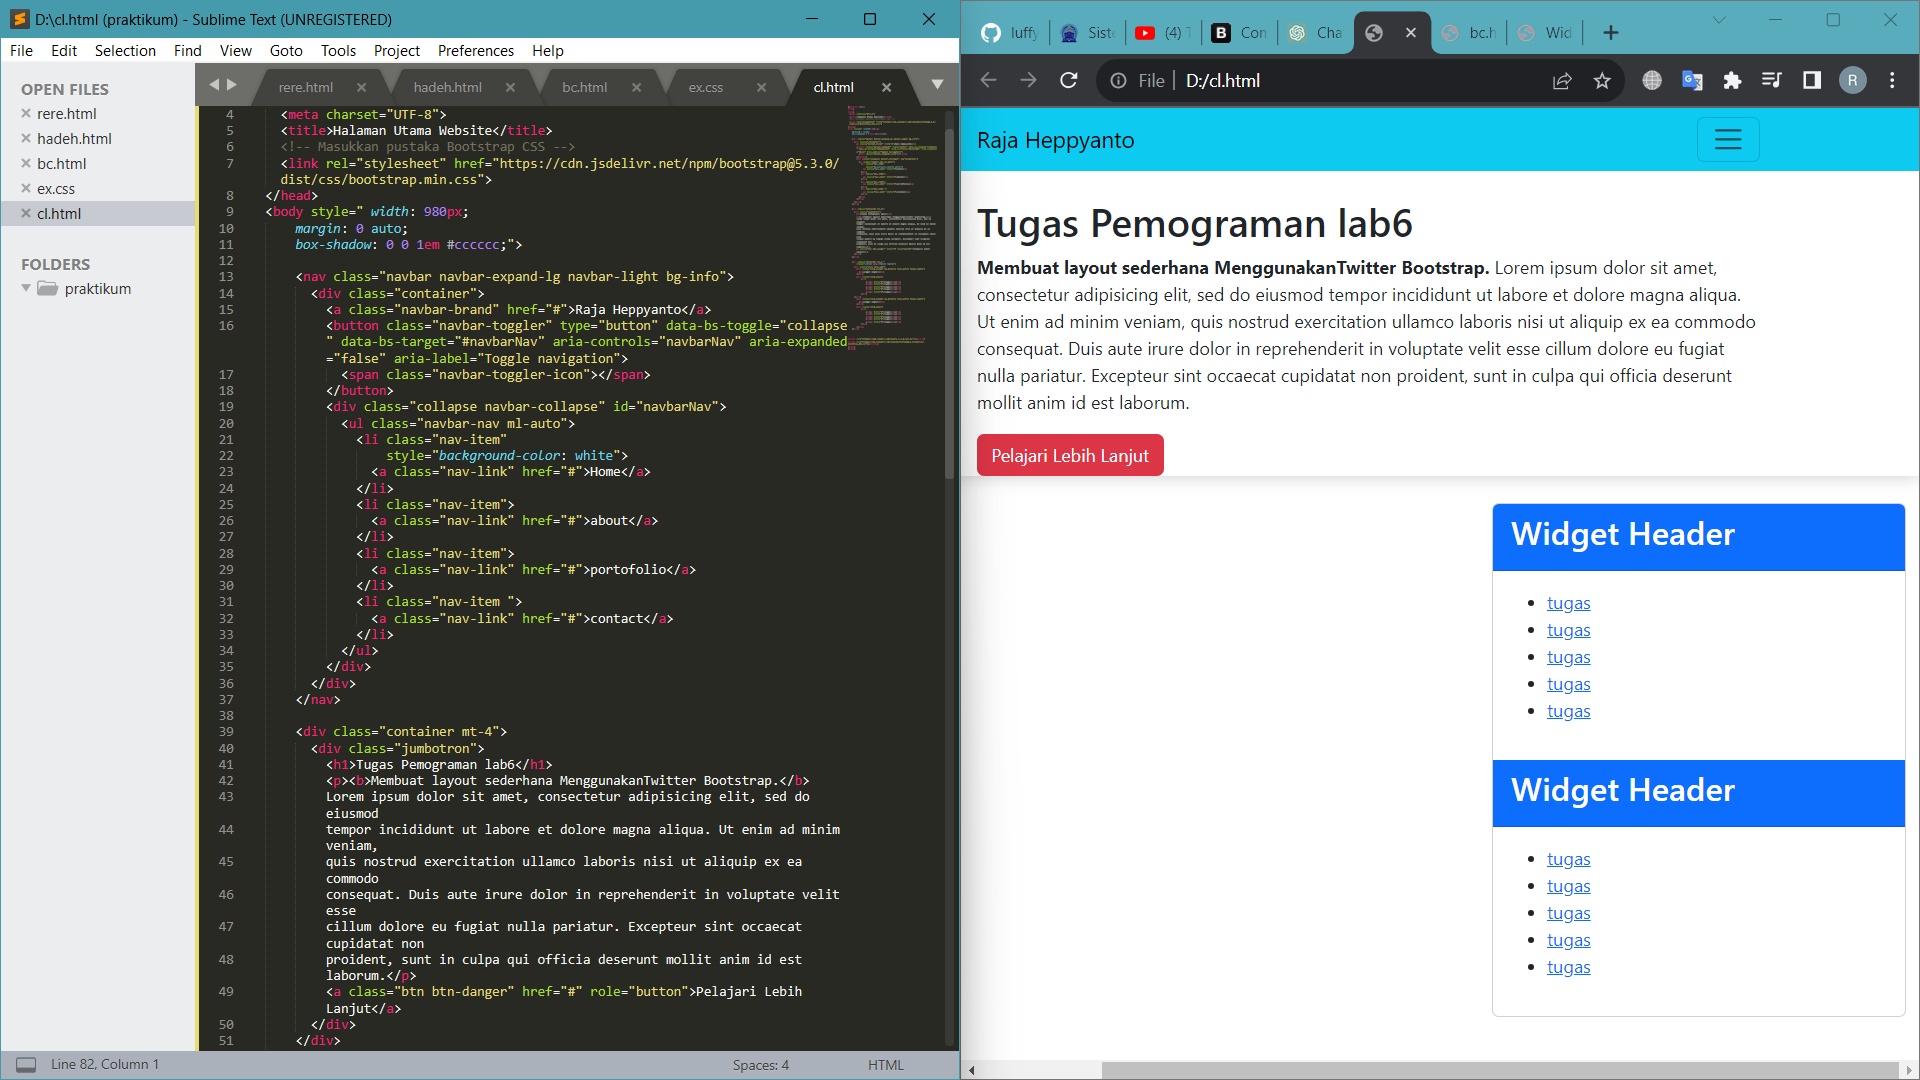 D:\cl.html (praktikum) - Sublime Text (UNREGISTERED)
File Edit Selection Find View Goto Tools Project Preferences Help
OPEN FILES
rere.html
hadeh.html
bc.html
ex.css
cl.html
FOLDERS
praktikum
rere.html hadeh.html bc.html ex.css cl.html
4 <meta charset="UTF-8">
5 <title>Halaman Utama Website</title>
6 <!-- Masukkan pustaka Bootstrap CSS -->
7 <link rel="stylesheet" href="https://cdn.jsdelivr.net/npm/bootstrap@5.3.0/
dist/css/bootstrap.min.css">
8 </head>
9 <body style=" width: 980px;
10 margin: 0 auto;
11 box-shadow: 0 0 1em #cccccc;">
12
13 <nav class="navbar navbar-expand-lg navbar-light bg-info">
14 <div class="container">
15 <a class="navbar-brand" href="#">Raja Heppyanto</a>
16 <button class="navbar-toggler" type="button" data-bs-toggle="collapse
" data-bs-target="#navbarNav" aria-controls="navbarNav" aria-expanded
="false" aria-label="Toggle navigation">
17 <span class="navbar-toggler-icon"></span>
18 </button>
19 <div class="collapse navbar-collapse" id="navbarNav">
20 <ul class="navbar-nav ml-auto">
21 <li class="nav-item"
22 style="background-color: white">
23 <a class="nav-link" href="#">Home</a>
24 </li>
25 <li class="nav-item">
26 <a class="nav-link" href="#">about</a>
27 </li>
28 <li class="nav-item">
29 <a class="nav-link" href="#">portofolio</a>
30 </li>
31 <li class="nav-item ">
32 <a class="nav-link" href="#">contact</a>
33 </li>
34 </ul>
35 </div>
36 </div>
37 </nav>
38
39 <div class="container mt-4">
40 <div class="jumbotron">
41 <h1>Tugas Pemograman lab6</h1>
42 <p><b>Membuat layout sederhana MenggunakanTwitter Bootstrap.</b>
43 Lorem ipsum dolor sit amet, consectetur adipisicing elit, sed do
eiusmod
44 tempor incididunt ut labore et dolore magna aliqua. Ut enim ad minim
veniam,
45 quis nostrud exercitation ullamco laboris nisi ut aliquip ex ea
commodo
46 consequat. Duis aute irure dolor in reprehenderit in voluptate velit
esse
47 cillum dolore eu fugiat nulla pariatur. Excepteur sint occaecat
cupidatat non
48 proident, sunt in culpa qui officia deserunt mollit anim id est
laborum.</p>
49 <a class="btn btn-danger" href="#" role="button">Pelajari Lebih
Lanjut</a>
50 </div>
51 </div>
Line 82, Column 1 Spaces: 4 HTML
luffy Siste (4) T B Con Cha bc.h Wid
File D:/cl.html R
Raja Heppyanto
Tugas Pemograman lab6
Membuat layout sederhana MenggunakanTwitter Bootstrap. Lorem ipsum dolor sit amet,
consectetur adipisicing elit, sed do eiusmod tempor incididunt ut labore et dolore magna aliqua.
Ut enim ad minim veniam, quis nostrud exercitation ullamco laboris nisi ut aliquip ex ea commodo
consequat. Duis aute irure dolor in reprehenderit in voluptate velit esse cillum dolore eu fugiat
nulla pariatur. Excepteur sint occaecat cupidatat non proident, sunt in culpa qui officia deserunt
mollit anim id est laborum.
Pelajari Lebih Lanjut
Widget Header
tugas
tugas
tugas
tugas
tugas
Widget Header
tugas
tugas
tugas
tugas
tugas